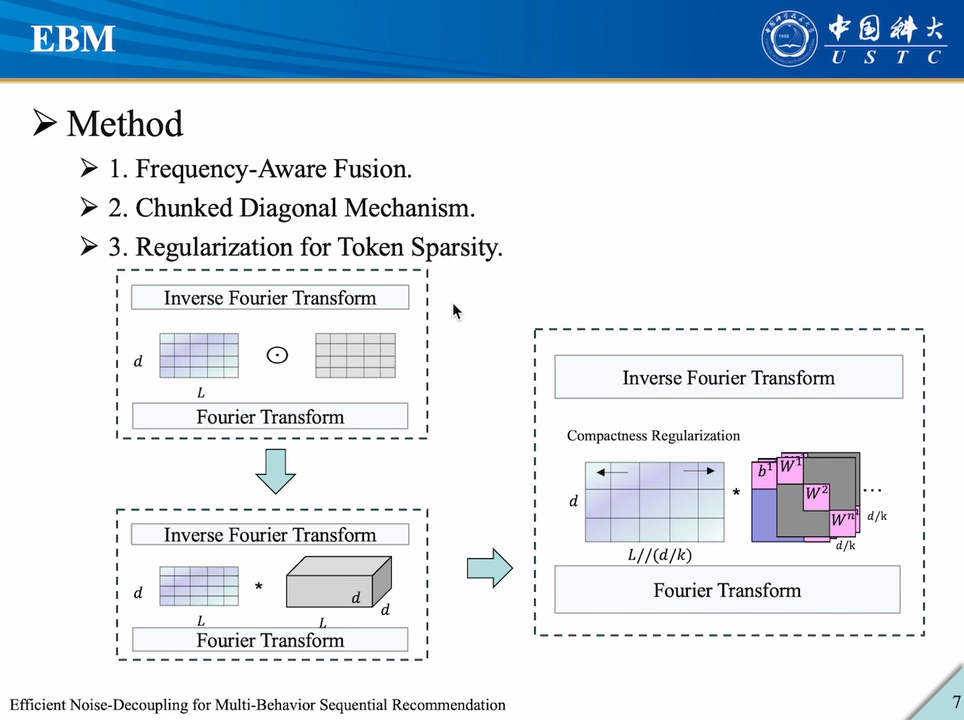 EBM
中国科大
USTC
1958
➢ Method
➢ 1. Frequency-Aware Fusion.
➢ 2. Chunked Diagonal Mechanism.
➢ 3. Regularization for Token Sparsity.
Inverse Fourier Transform
d
L
Fourier Transform
Inverse Fourier Transform
d
*
d
d
L
L
Fourier Transform
Inverse Fourier Transform
Compactness Regularization
d
*
b¹ W¹
W²
Wⁿ
...
d/k
d/k
L//(d/k)
Fourier Transform
Efficient Noise-Decoupling for Multi-Behavior Sequential Recommendation
7